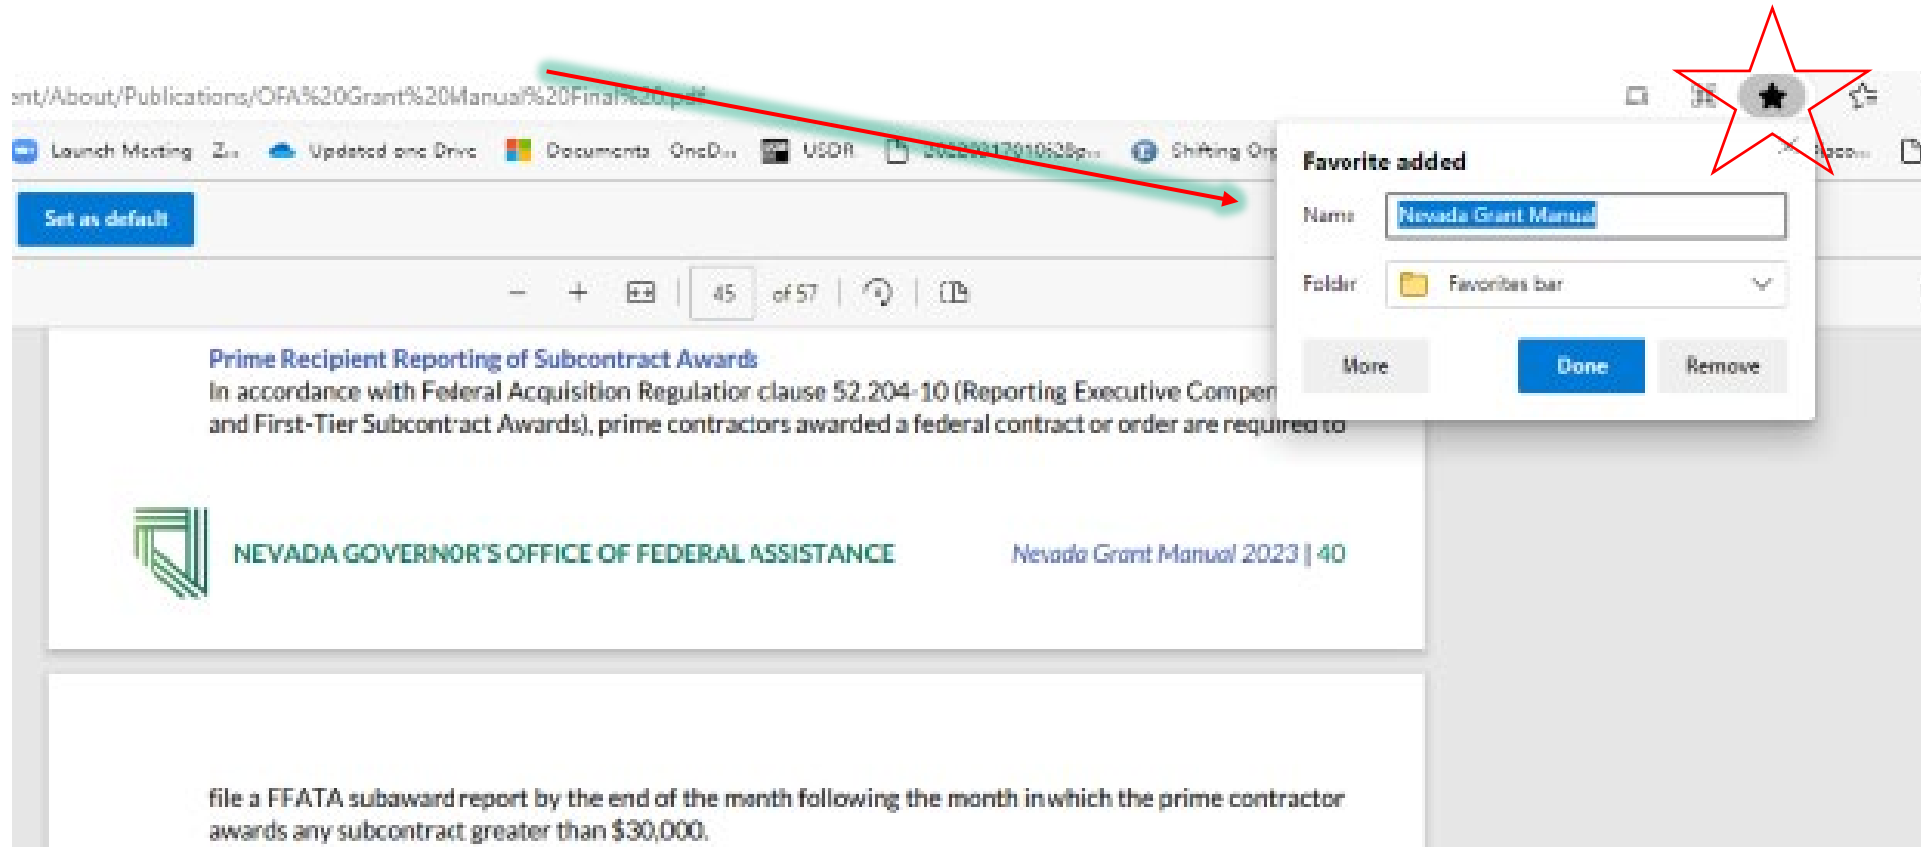 ent/About/Publications/OFA%20Grant%20Manual%20Final%20.pdf
Launch Meeting - Z... Updated one Drive Documents - OneD... USDR Shifting Org
Favorite added
Set as default
Name Nevada Grant Manual
45 of 57
Folder Favorites bar
More Done Remove
Prime Recipient Reporting of Subcontract Awards
In accordance with Federal Acquisition Regulation clause 52.204-10 (Reporting Executive Compen
and First-Tier Subcontract Awards), prime contractors awarded a federal contract or order are required to
NEVADA GOVERNOR'S OFFICE OF FEDERAL ASSISTANCE Nevada Grant Manual 2023 | 40
file a FFATA subaward report by the end of the month following the month in which the prime contractor
awards any subcontract greater than $30,000.